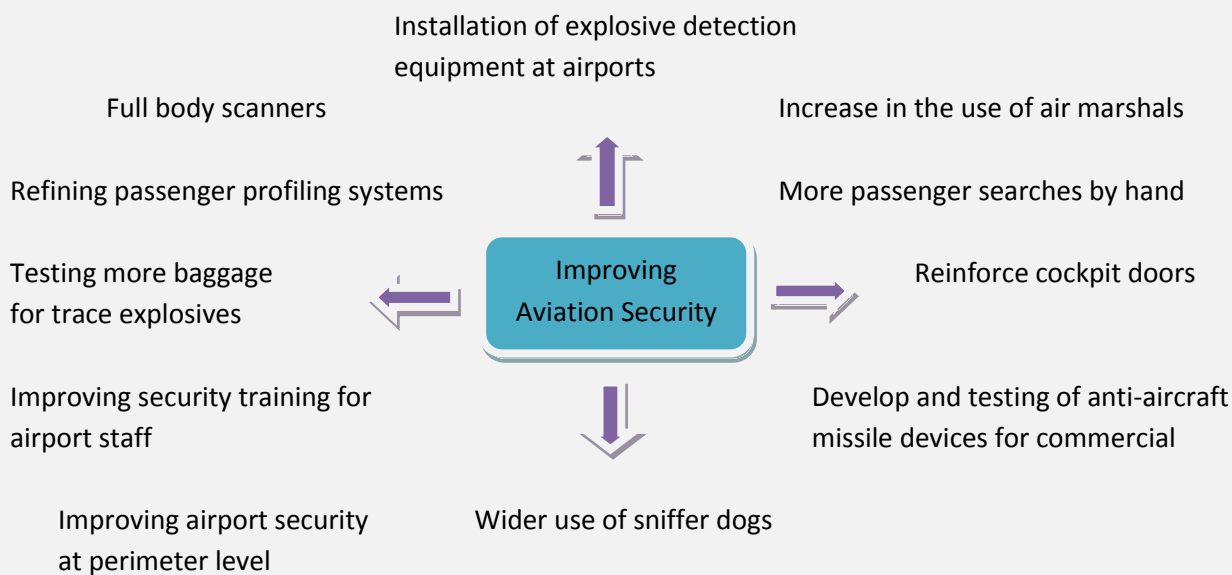 Installation of explosive detection
equipment at airports
Full body scanners
Increase in the use of air marshals
Refining passenger profiling systems
More passenger searches by hand
Testing more baggage
for trace explosives
Improving
Aviation Security
Reinforce cockpit doors
Improving security training for
airport staff
Develop and testing of anti-aircraft
missile devices for commercial
Improving airport security
at perimeter level
Wider use of sniffer dogs